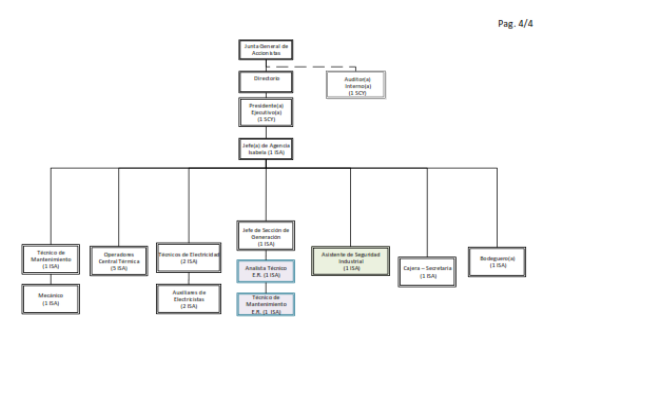 Pag. 4/4
Junta General de
Accionistas
Directorio
Auditor(a)
Interno(a)
(1 SCY)
Presidente(a)
Ejecutivo(a)
(1 SCY)
Jefe(a) de Agencia
Isabela (1 ISA)
Técnico de
Mantenimiento
(1 ISA)
Operadores
Central Térmica
(5 ISA)
Técnicos de Electricidad
(2 ISA)
Jefe de Sección de
Generación
(1 ISA)
Asistente de Seguridad
Industrial
(1 ISA)
Cajera – Secretaria
(1 ISA)
Bodeguero(a)
(1 ISA)
Mecánico
(1 ISA)
Auxiliares de
Electricidad
(2 ISA)
Analista Técnico
E.R. (1 ISA)
Técnico de
Mantenimiento
E.R. (1 ISA)